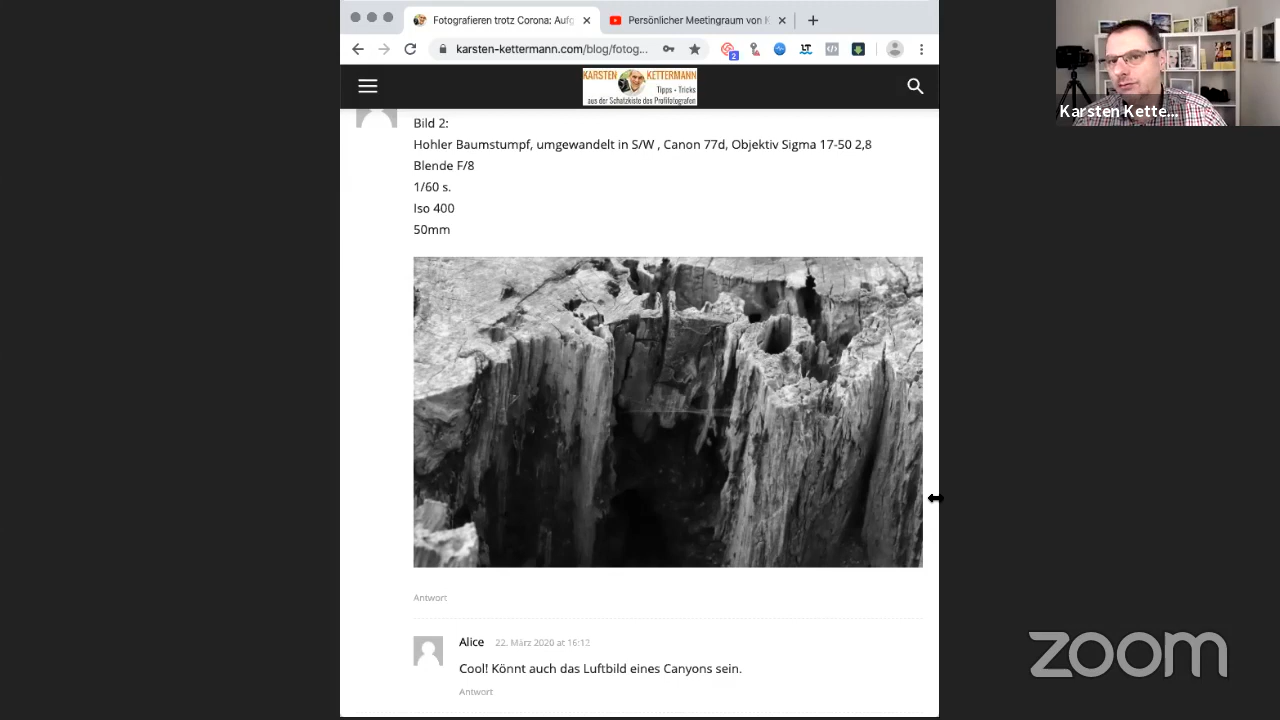 Fotografieren trotz Corona: Aufg
Persönlicher Meetingraum von K
karsten-kettermann.com/blog/fotog...
2
LT
KARSTEN KETTERMANN
Tipps • Tricks
aus der Schatzkiste des Profifotografen
Karsten Kette...
Bild 2:
Hohler Baumstumpf, umgewandelt in S/W , Canon 77d, Objektiv Sigma 17-50 2,8
Blende F/8
1/60 s.
Iso 400
50mm
Antwort
Alice 22. März 2020 at 16:12
Cool! Könnt auch das Luftbild eines Canyons sein.
Antwort
zoom